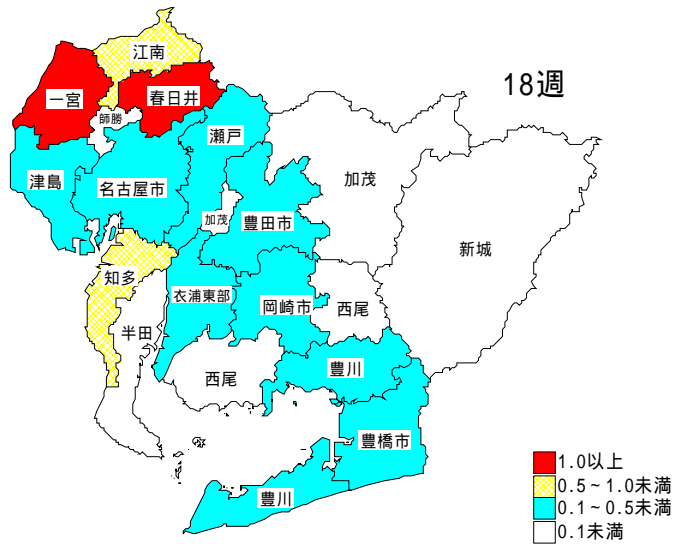 江南
18週
一宮
春日井
師勝
瀬戸
津島
名古屋市
加茂
加茂
豊田市
新城
知多
衣浦東部
岡崎市
西尾
半田
西尾
豊川
豊橋市
豊川
1.0以上
0.5~1.0未満
0.1~0.5未満
0.1未満